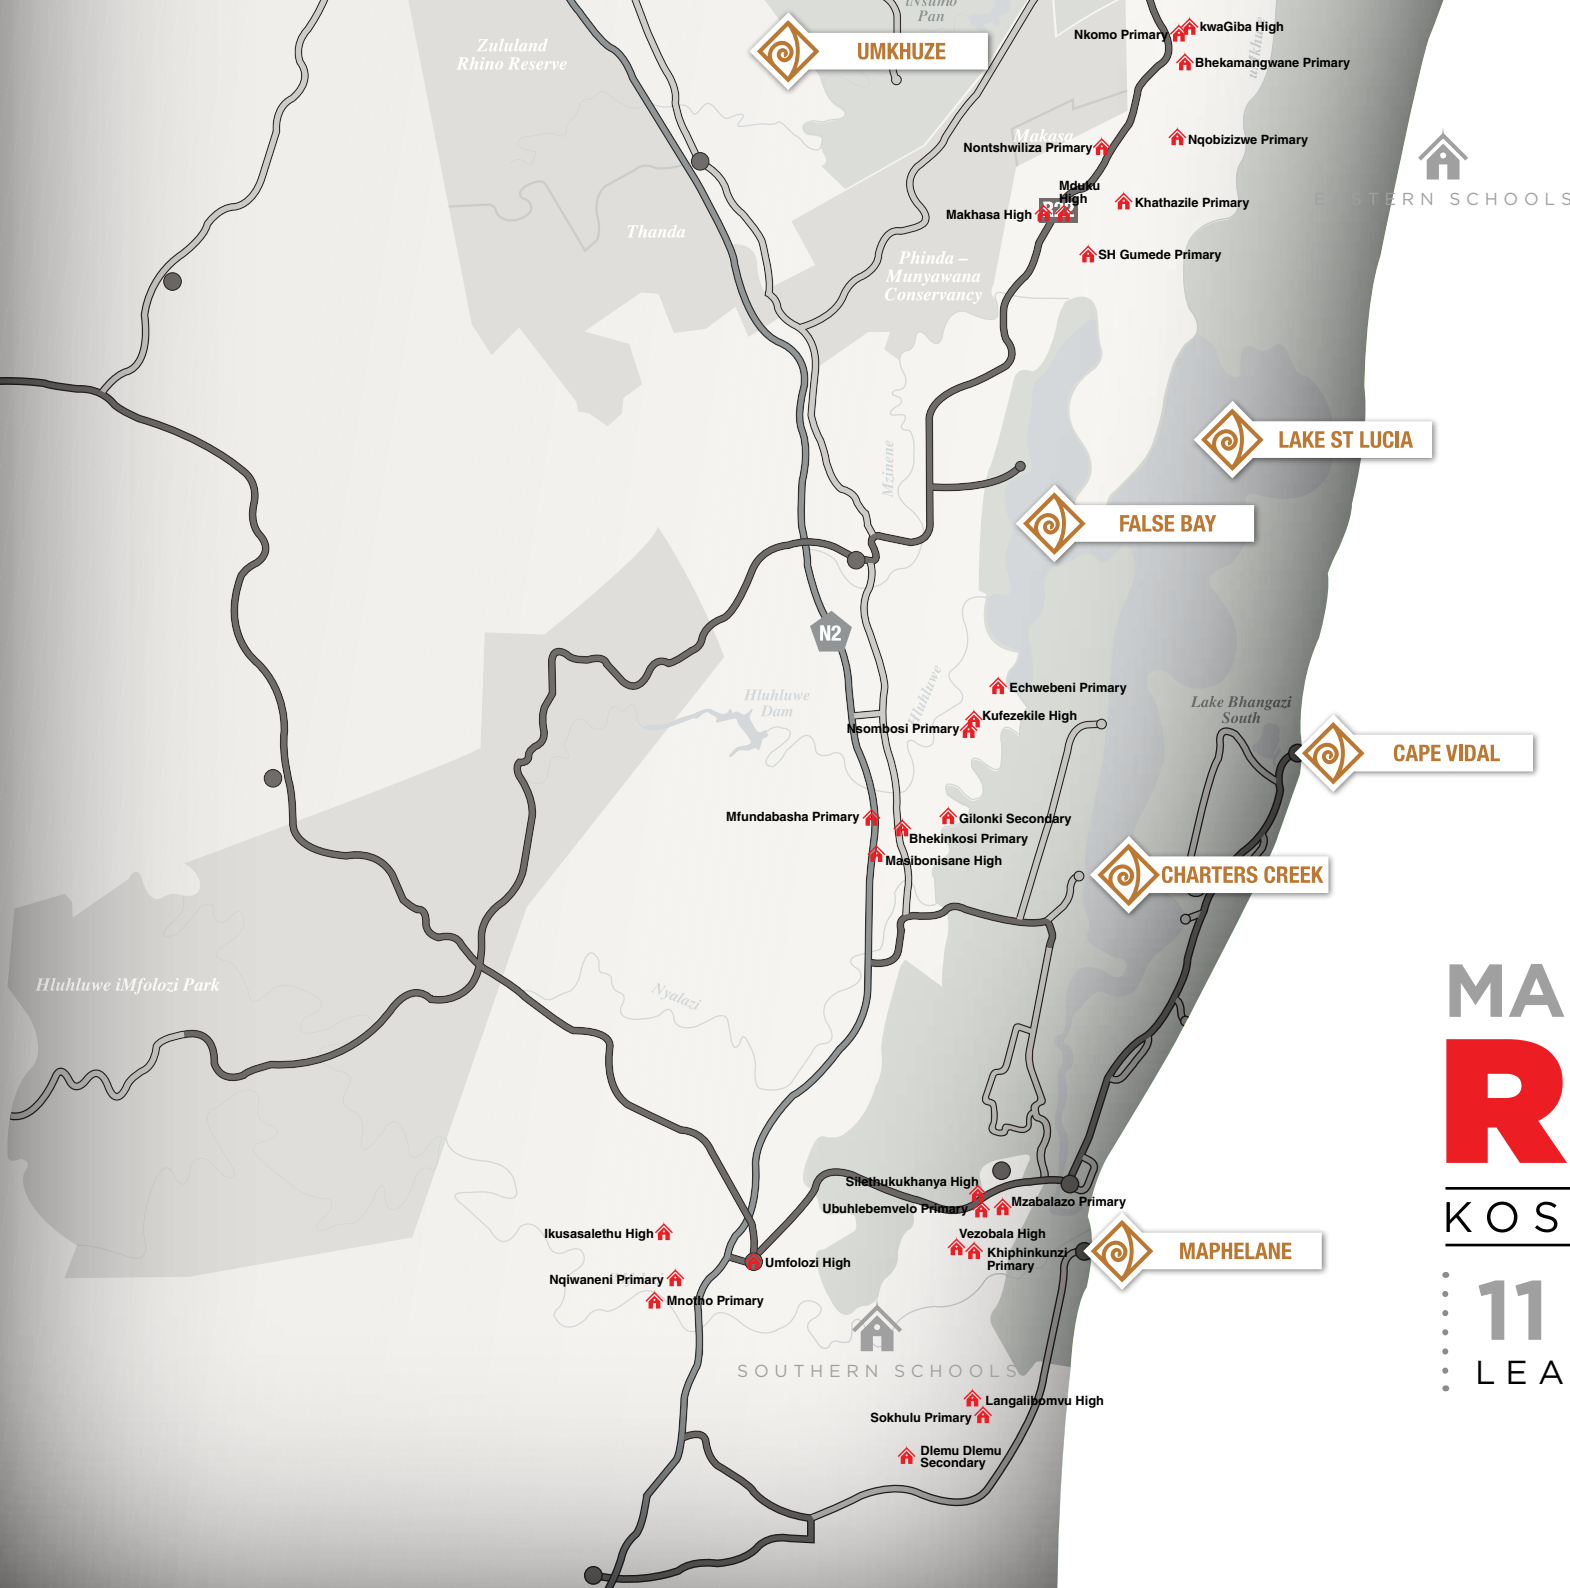 iNsumo
Pan
Zululand
Rhino Reserve
UMKHUZE
Nkomo Primary
kwaGiba High
Bhekamangwane Primary
Makasa
Nontshwiliza Primary
Nqobizizwe Primary
Mduku
High
Makhasa High
Khathazile Primary
STERN SCHOOLS
Thanda
SH Gumede Primary
Phinda –
Munyawana
Conservancy
LAKE ST LUCIA
Mzinene
FALSE BAY
N2
Hluhluwe
Dam
Hluhluwe
Echwebeni Primary
Kufezekile High
Nsombosi Primary
Lake Bhangazi
South
CAPE VIDAL
Mfundabasha Primary
Gilonki Secondary
Bhekinkosi Primary
Masibonisane High
CHARTERS CREEK
Hluhluwe iMfolozi Park
Nyalazi
MA
R
KOS
11
LEA
Silethukukhanya High
Ubuhlebemvelo Primary
Mzabalazo Primary
Ikusasalethu High
Vezobala High
Khiphinkunzi
Primary
MAPHELANE
Umfolozi High
Nqiwaneni Primary
Mnotho Primary
SOUTHERN SCHOOLS
Langalibomvu High
Sokhulu Primary
Dlemu Dlemu
Secondary